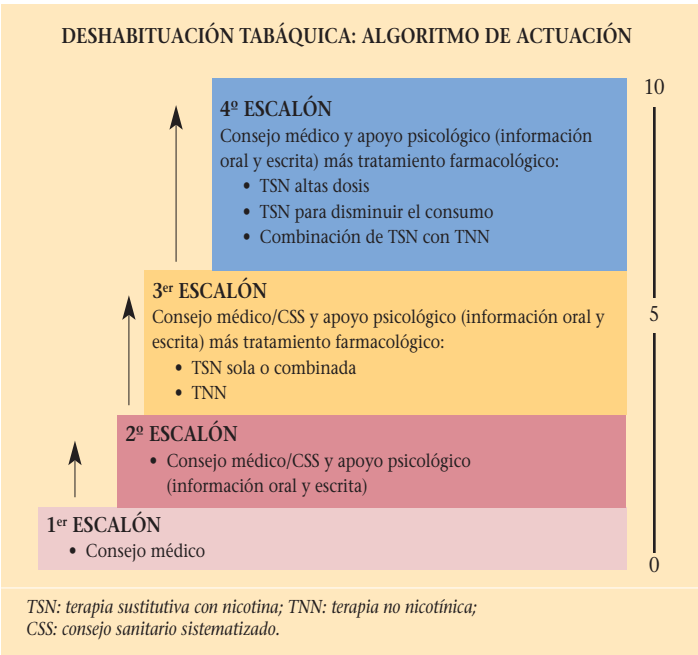 DESHABITUACIÓN TABÁQUICA: ALGORITMO DE ACTUACIÓN
10
4º ESCALÓN
Consejo médico y apoyo psicológico (información
oral y escrita) más tratamiento farmacológico:
• TSN altas dosis
• TSN para disminuir el consumo
• Combinación de TSN con TNN
3er ESCALÓN
Consejo médico/CSS y apoyo psicológico (información oral y
escrita) más tratamiento farmacológico:
• TSN sola o combinada
• TNN
5
2º ESCALÓN
• Consejo médico/CSS y apoyo psicológico
(información oral y escrita)
1er ESCALÓN
• Consejo médico
0
TSN: terapia sustitutiva con nicotina; TNN: terapia no nicotínica;
CSS: consejo sanitario sistematizado.